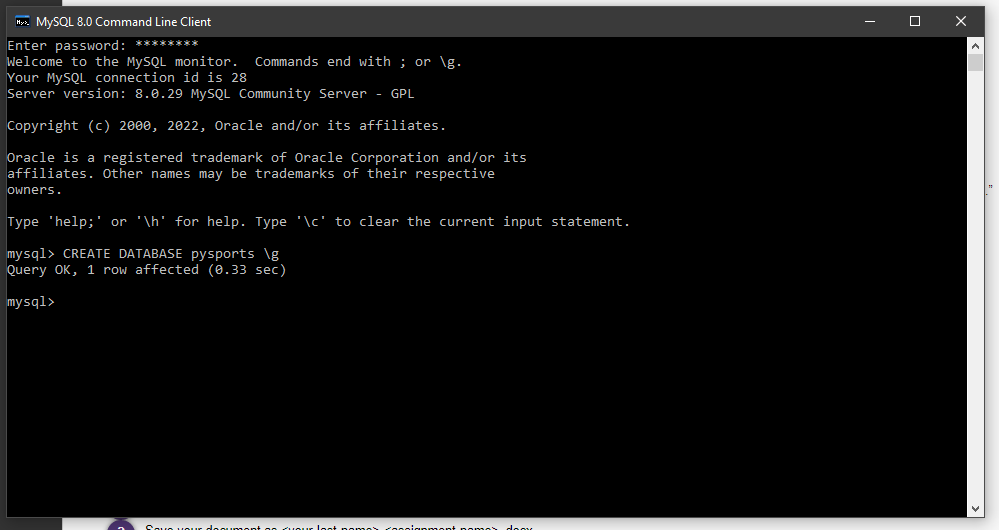 MySQL 8.0 Command Line Client
Enter password: ********
Welcome to the MySQL monitor.  Commands end with ; or \g.
Your MySQL connection id is 28
Server version: 8.0.29 MySQL Community Server - GPL
Copyright (c) 2000, 2022, Oracle and/or its affiliates.
Oracle is a registered trademark of Oracle Corporation and/or its
affiliates. Other names may be trademarks of their respective
owners.
Type 'help;' or '\h' for help. Type '\c' to clear the current input statement.
mysql> CREATE DATABASE pysports \g
Query OK, 1 row affected (0.33 sec)
mysql>
Save your document as <your last name>